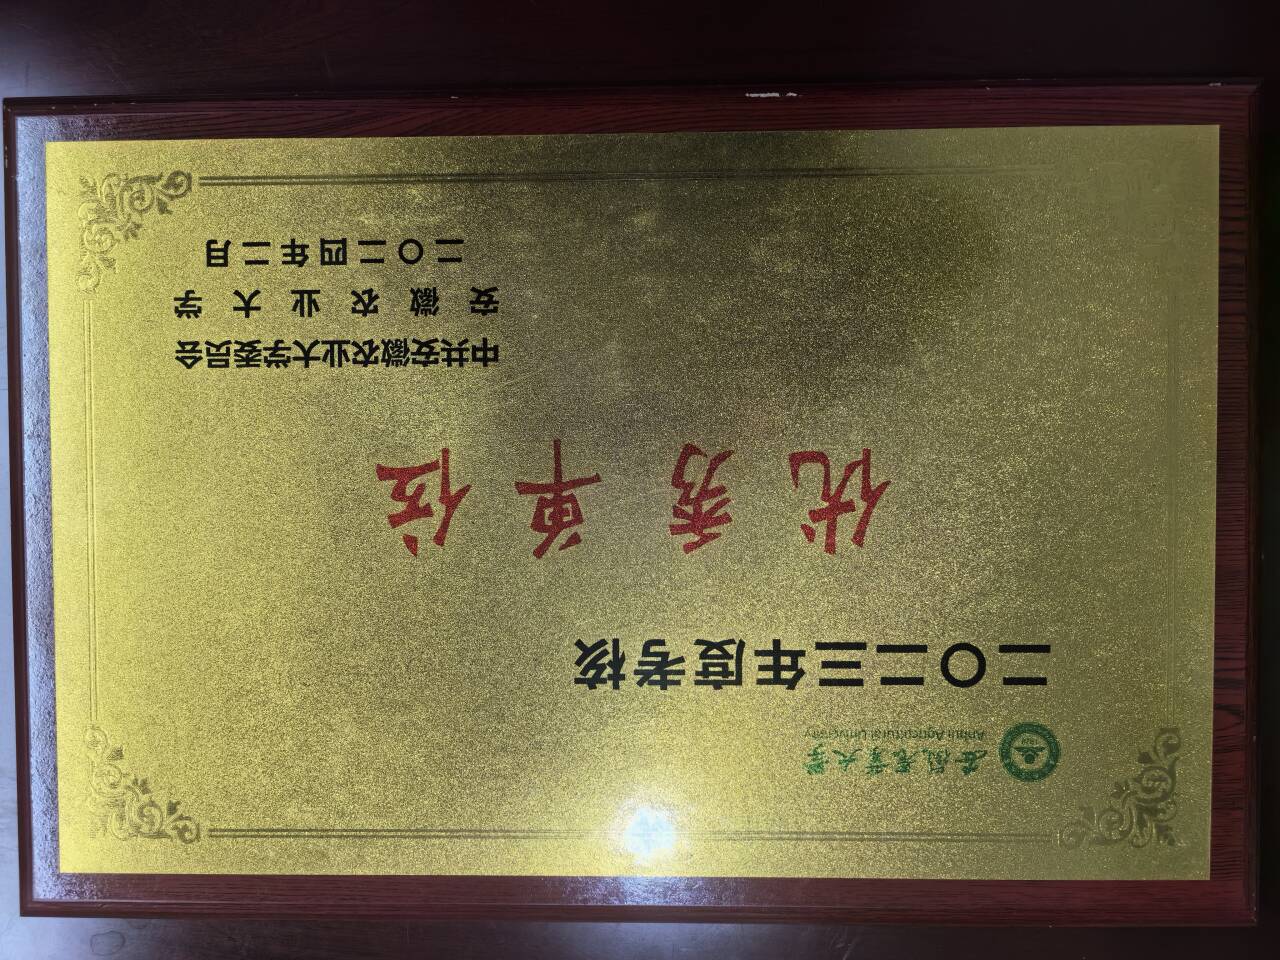 安徽农业大学
Anhui Agricultural University
二〇二三年度考核
优秀单位
中共安徽农业大学委员会
安徽农业大学
二〇二四年二月